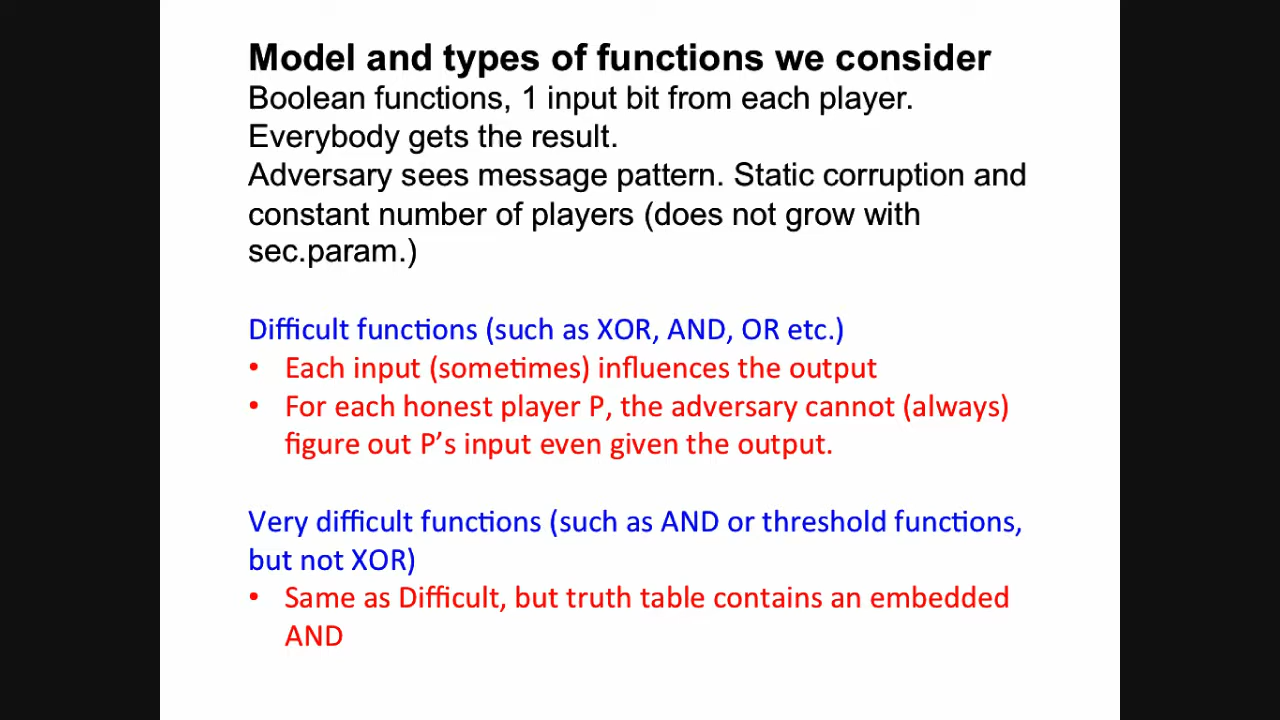 Model and types of functions we consider
Boolean functions, 1 input bit from each player.
Everybody gets the result.
Adversary sees message pattern. Static corruption and
constant number of players (does not grow with
sec.param.)
Difficult functions (such as XOR, AND, OR etc.)
• Each input (sometimes) influences the output
• For each honest player P, the adversary cannot (always)
figure out P’s input even given the output.
Very difficult functions (such as AND or threshold functions,
but not XOR)
• Same as Difficult, but truth table contains an embedded
AND